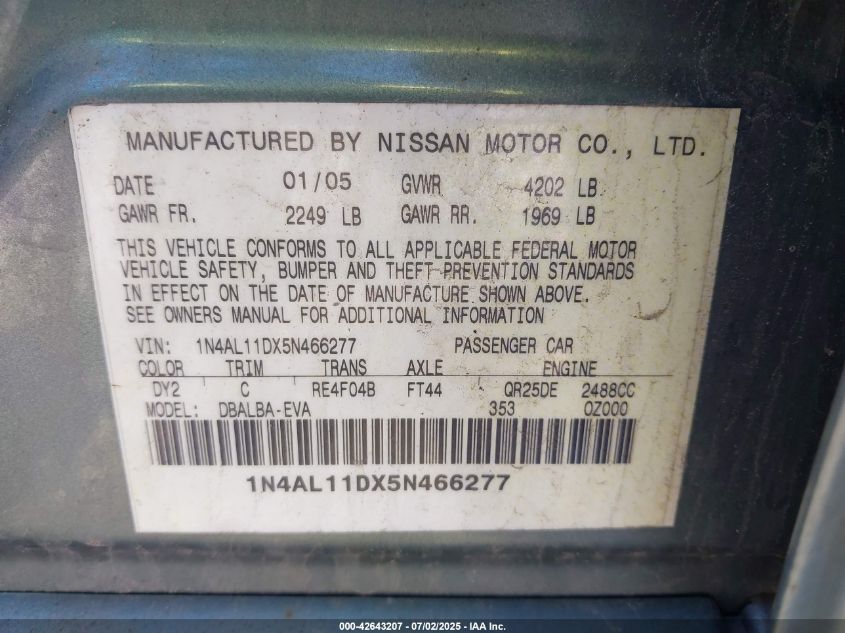 MANUFACTURED BY NISSAN MOTOR CO., LTD.
DATE 01/05 GVWR 4202 LB
GAWR FR. 2249 LB GAWR RR. 1969 LB
THIS VEHICLE CONFORMS TO ALL APPLICABLE FEDERAL MOTOR
VEHICLE SAFETY, BUMPER AND THEFT PREVENTION STANDARDS
IN EFFECT ON THE DATE OF MANUFACTURE SHOWN ABOVE.
SEE OWNERS MANUAL FOR ADDITIONAL INFORMATION
VIN: 1N4AL11DX5N466277 PASSENGER CAR
COLOR TRIM TRANS AXLE ENGINE
DY2 C RE4F04B FT44 QR25DE 2488CC
MODEL: DBALBA-EVA 353 OZ000
1N4AL11DX5N466277
000-42643207 - 07/02/2025 - IAA Inc.